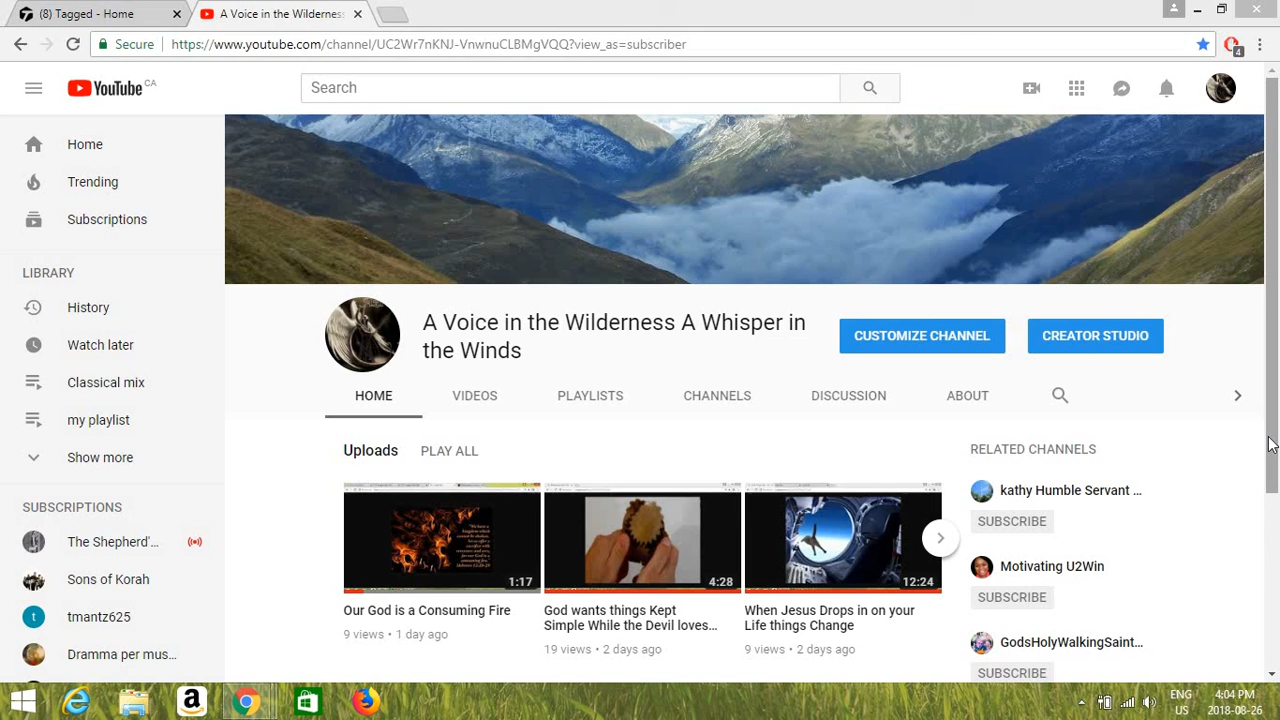 (8) Tagged - Home
A Voice in the Wilderness
Secure
https://www.youtube.com/channel/UC2Wr7nKNJ-VnwnuCLBMgVQQ?view_as=subscriber
4
YouTube CA
Search
Home
Trending
Subscriptions
LIBRARY
History
Watch later
Classical mix
my playlist
Show more
SUBSCRIPTIONS
The Shepherd'...
Sons of Korah
t
tmantz625
Dramma per mus...
A Voice in the Wilderness A Whisper in
the Winds
CUSTOMIZE CHANNEL
CREATOR STUDIO
HOME
VIDEOS
PLAYLISTS
CHANNELS
DISCUSSION
ABOUT
Uploads
PLAY ALL
1:17
Our God is a Consuming Fire
9 views • 1 day ago
4:28
God wants things Kept
Simple While the Devil loves...
19 views • 2 days ago
12:24
When Jesus Drops in on your
Life things Change
9 views • 2 days ago
RELATED CHANNELS
kathy Humble Servant ...
SUBSCRIBE
Motivating U2Win
SUBSCRIBE
GodsHolyWalkingSaint...
SUBSCRIBE
a
ENG
US
4:04 PM
2018-08-26